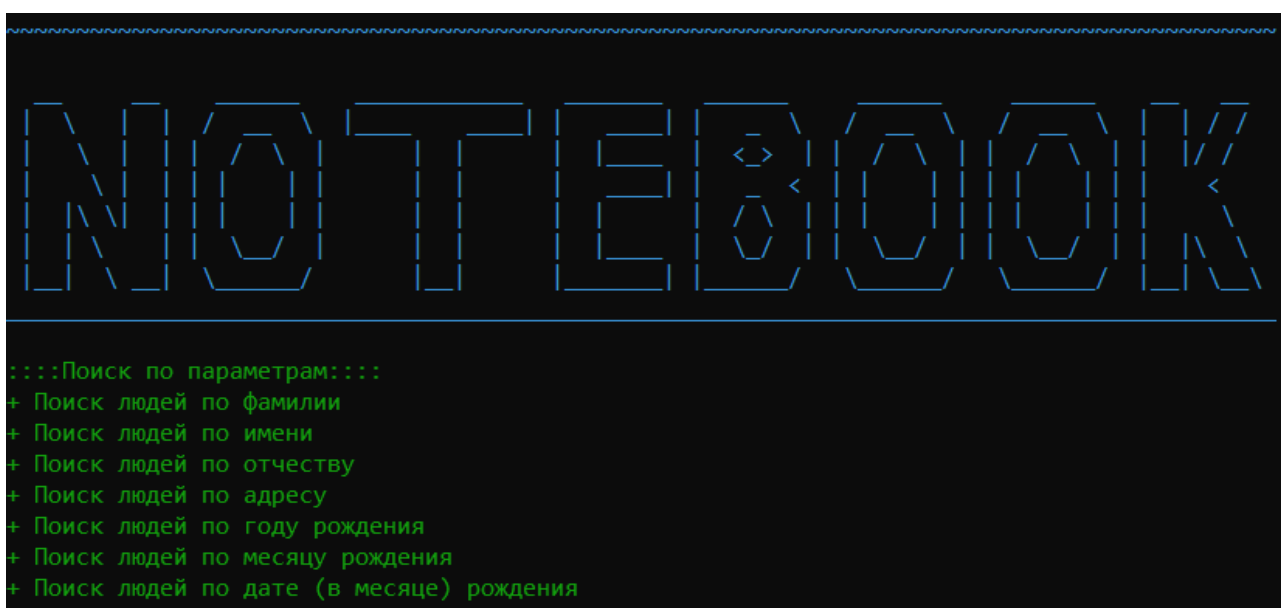 NOTEBOOK
::::Поиск по параметрам::::
+ Поиск людей по фамилии
+ Поиск людей по имени
+ Поиск людей по отчеству
+ Поиск людей по адресу
+ Поиск людей по году рождения
+ Поиск людей по месяцу рождения
+ Поиск людей по дате (в месяце) рождения